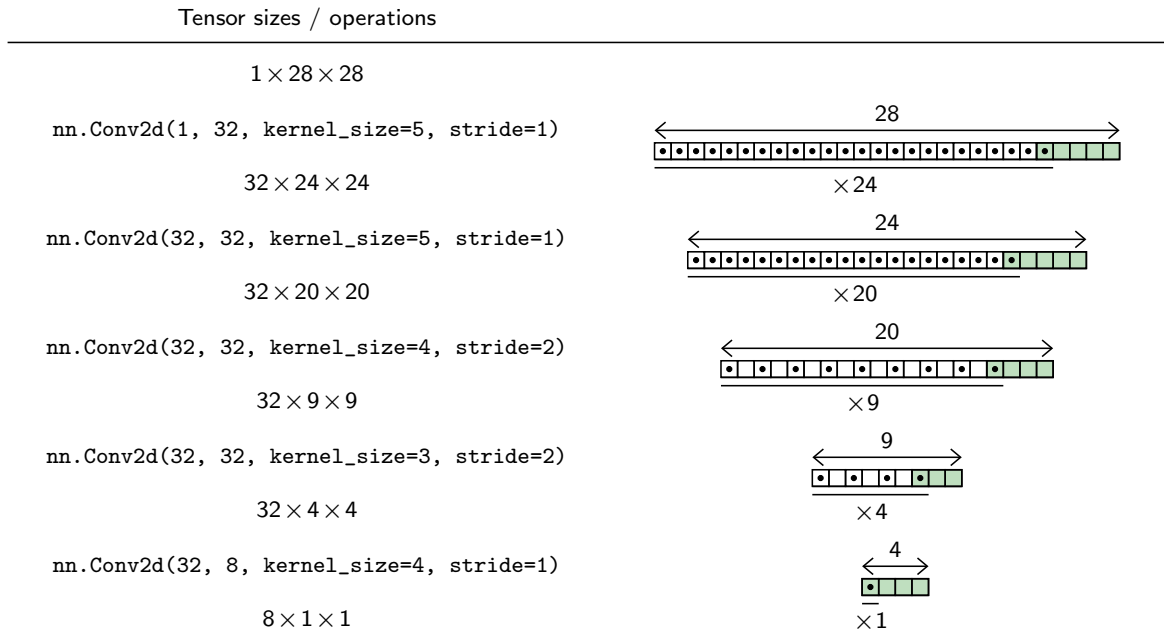 Tensor sizes / operations
1 × 28 × 28
nn.Conv2d(1, 32, kernel_size=5, stride=1)
28
×24
32 × 24 × 24
nn.Conv2d(32, 32, kernel_size=5, stride=1)
24
×20
32 × 20 × 20
nn.Conv2d(32, 32, kernel_size=4, stride=2)
20
×9
32 × 9 × 9
nn.Conv2d(32, 32, kernel_size=3, stride=2)
9
×4
32 × 4 × 4
nn.Conv2d(32, 8, kernel_size=4, stride=1)
4
×1
8 × 1 × 1